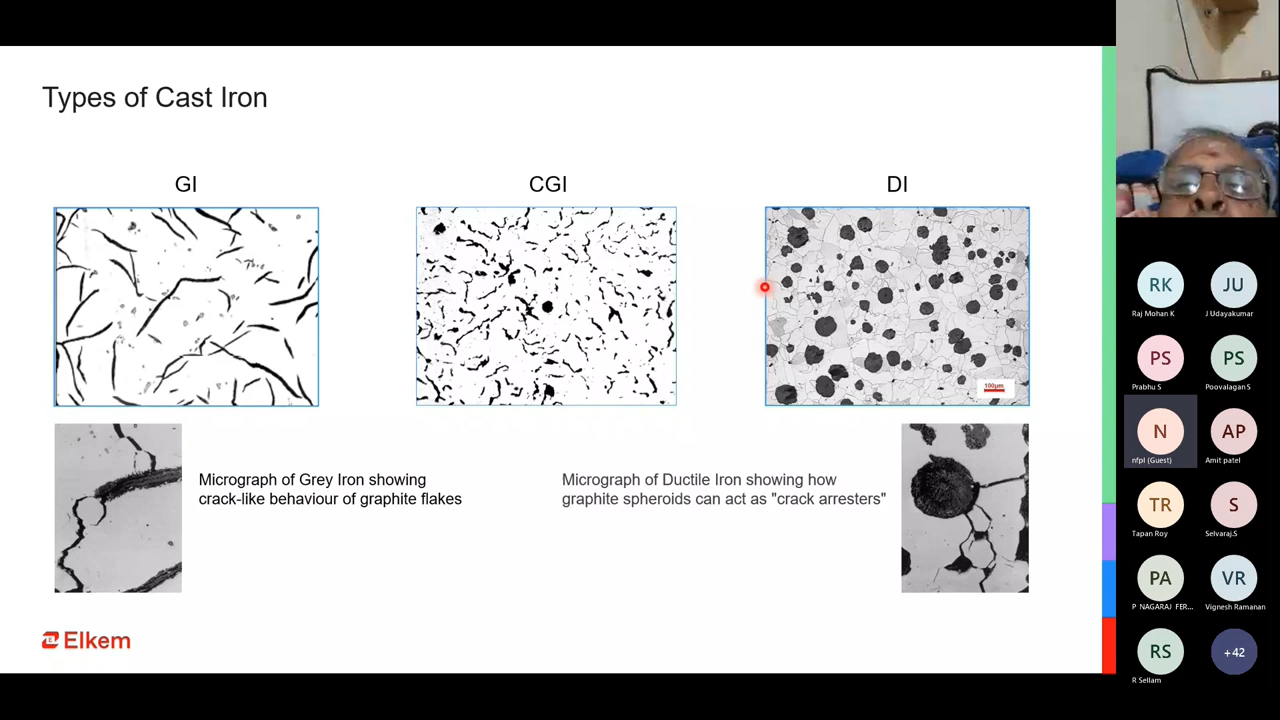 Types of Cast Iron
GI
CGI
DI
100µm
Micrograph of Grey Iron showing
crack-like behaviour of graphite flakes
Micrograph of Ductile Iron showing how
graphite spheroids can act as "crack arresters"
Elkem
RK
JU
Raj Mohan K
J Udayakumar
PS
PS
Prabhu S
Poovalagan S
N
AP
nfpl (Guest)
Amit patel
TR
S
Tapan Roy
Selvaraj.S
PA
VR
P NAGARAJ FER...
Vignesh Ramanan
RS
+42
R Sellam